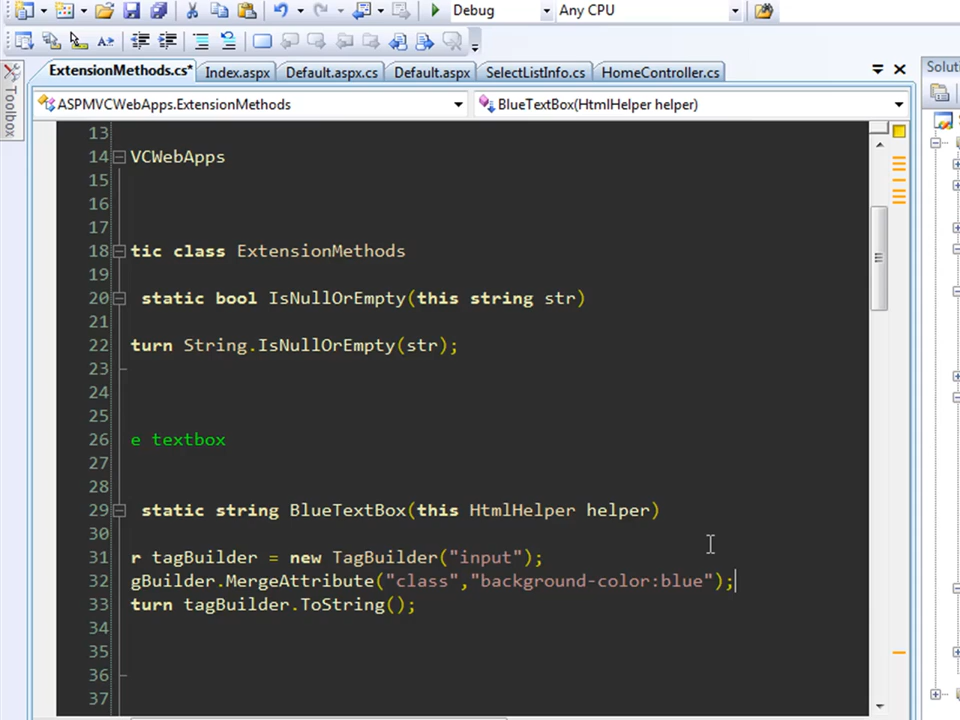 Debug Any CPU
ExtensionMethods.cs* Index.aspx Default.aspx.cs Default.aspx SelectListInfo.cs HomeController.cs
Toolbox
Soluti
ASPMVCWebApps.ExtensionMethods BlueTextBox(HtmlHelper helper)
13
14 VCWebApps
15
16
17
18 tic class ExtensionMethods
19
20 static bool IsNullOrEmpty(this string str)
21
22 turn String.IsNullOrEmpty(str);
23
24
25
26 e textbox
27
28
29 static string BlueTextBox(this HtmlHelper helper)
30
31 r tagBuilder = new TagBuilder("input");
32 gBuilder.MergeAttribute("class","background-color:blue");
33 turn tagBuilder.ToString();
34
35
36
37